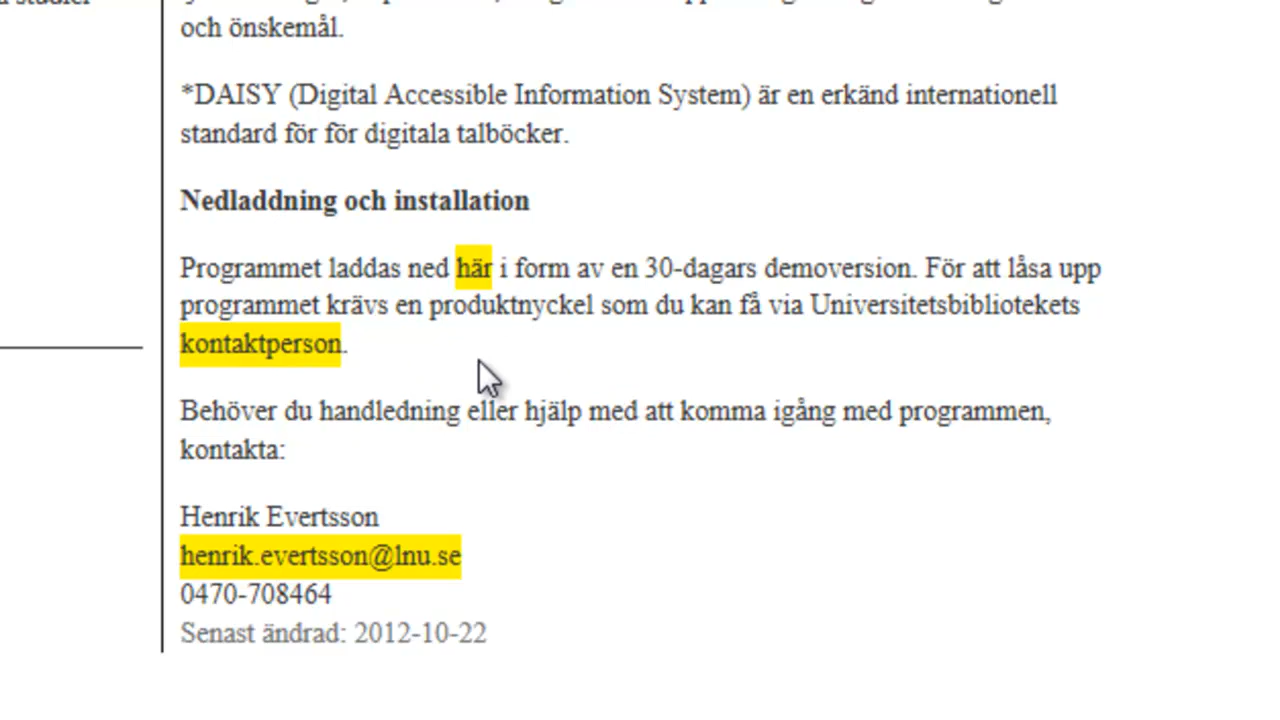 och önskemål.
*DAISY (Digital Accessible Information System) är en erkänd internationell
standard för för digitala talböcker.
Nedladdning och installation
Programmet laddas ned här i form av en 30-dagars demoversion. För att låsa upp
programmet krävs en produktnyckel som du kan få via Universitetsbibliotekets
kontaktperson.
Behöver du handledning eller hjälp med att komma igång med programmen,
kontakta:
Henrik Evertsson
henrik.evertsson@lnu.se
0470-708464
Senast ändrad: 2012-10-22